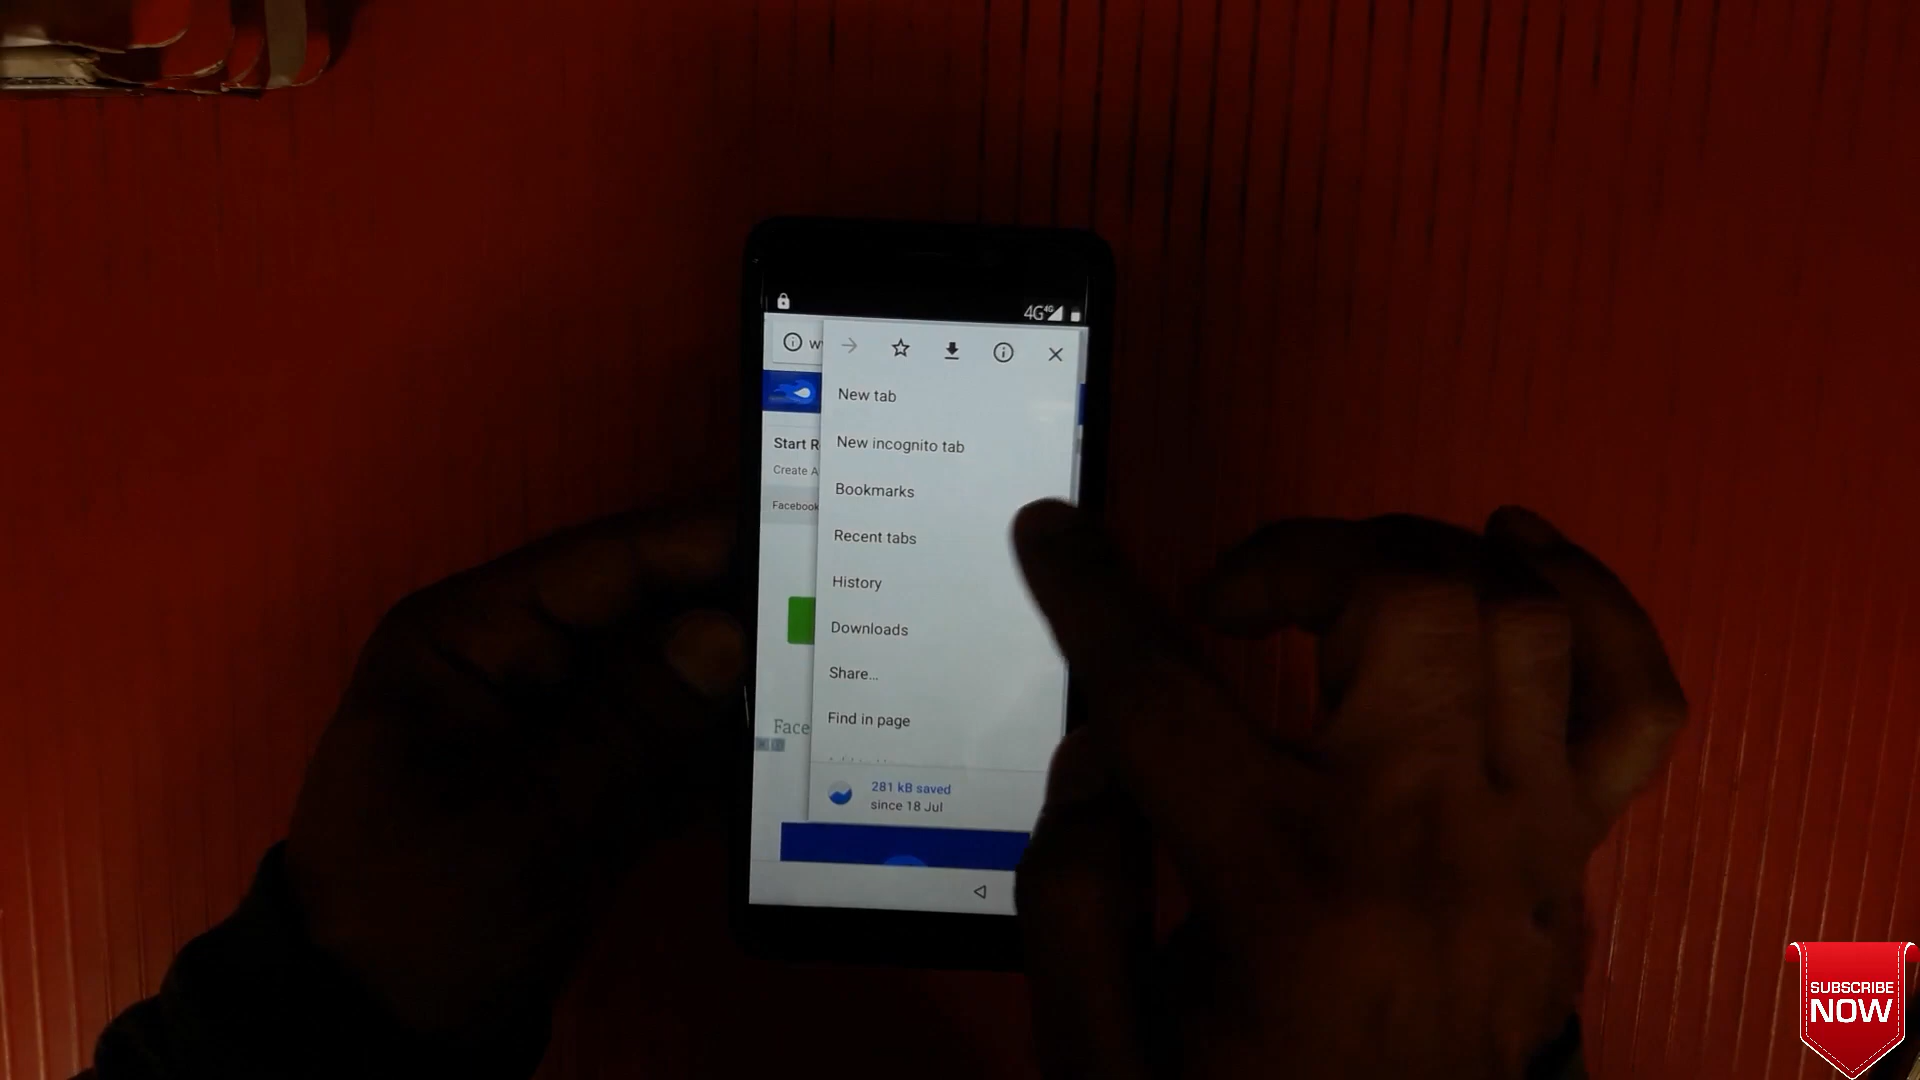 4G 4G
w
New tab
Start R
New incognito tab
Create A
Bookmarks
Facebook
Recent tabs
History
Downloads
Share...
Find in page
Face
281 kB saved
since 18 Jul
SUBSCRIBE
NOW